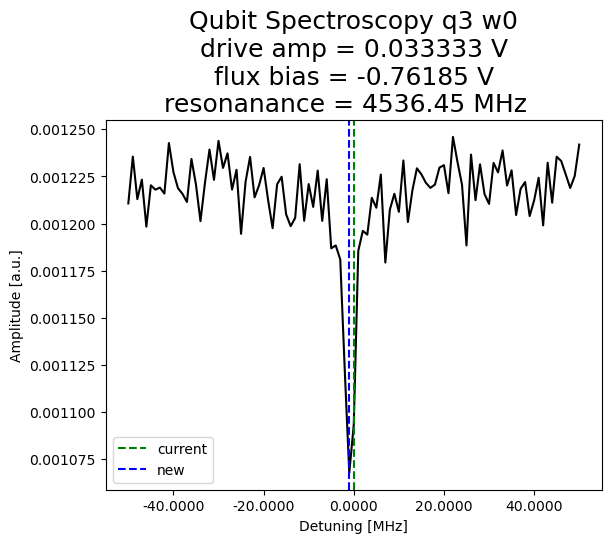 Qubit Spectroscopy q3 w0
drive amp = 0.033333 V
flux bias = -0.76185 V
resonanance = 4536.45 MHz
0.001250
0.001225
0.001200
0.001175
0.001150
0.001125
0.001100
0.001075
Amplitude [a.u.]
current
new
-40.0000 -20.0000 0.0000 20.0000 40.0000
Detuning [MHz]